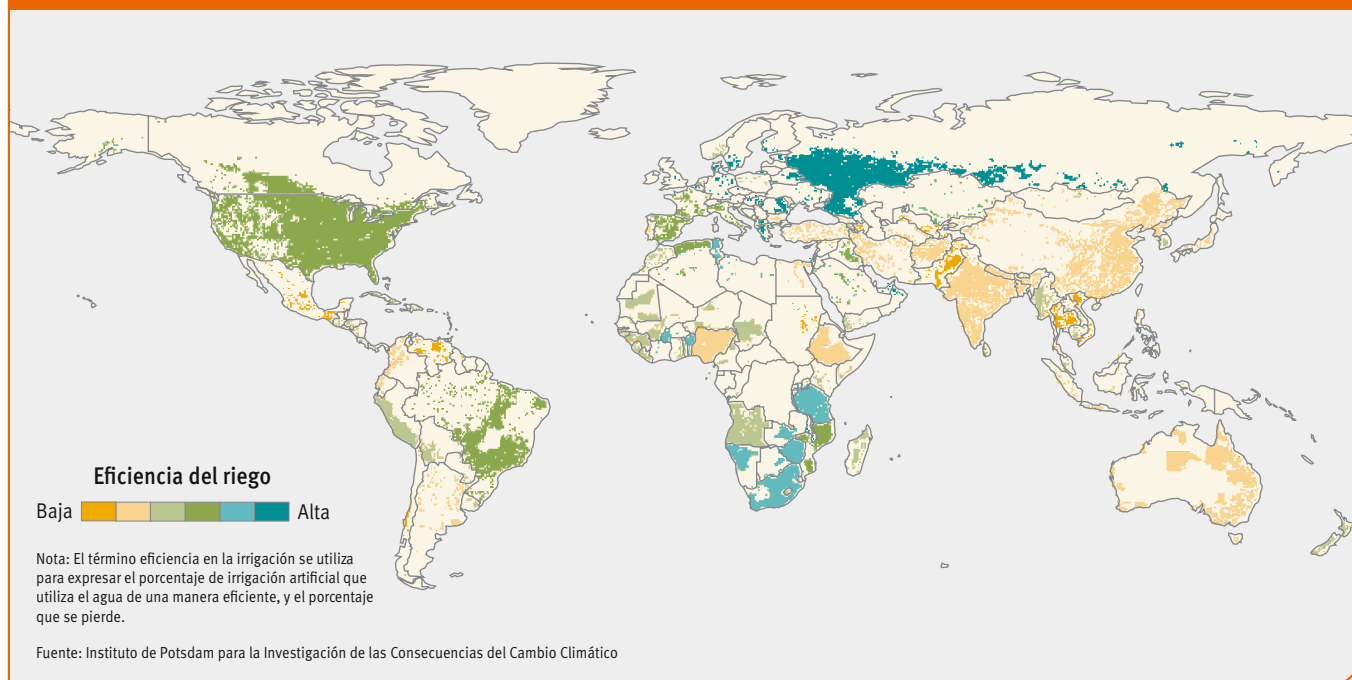 Eficiencia del riego
Baja Alta
Nota: El término eficiencia en la irrigación se utiliza
para expresar el porcentaje de irrigación artificial que
utiliza el agua de una manera eficiente, y el porcentaje
que se pierde.
Fuente: Instituto de Potsdam para la Investigación de las Consecuencias del Cambio Climático